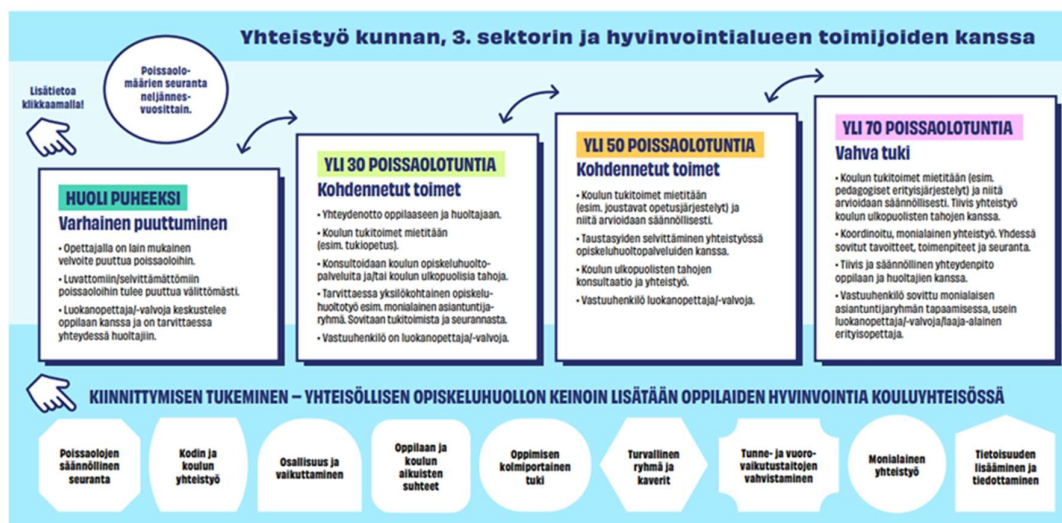 Yhteistyö kunnan, 3. sektorin ja hyvinvointialueen toimijoiden kanssa
Lisätietoa
klikkaamalla!
Poissaolo-
määrien seuranta
neljännes-
vuosittain.
HUOLI PUHEEKSI
Varhainen puuttuminen
• Opettajalla on lain mukainen
velvoite puuttua poissaoloihin.
• Luvattomiin/selvittämättömiin
poissaoloihin tulee puuttua välittömästi.
• Luokanopettaja/-valvoja keskustelee
oppilaan kanssa ja on tarvittaessa
yhteydessä huoltajiin.
YLI 30 POISSAOLOTUNTIA
Kohdennetut toimet
• Yhteydenotto oppilaaseen ja huoltajaan.
• Koulun tukitoimet mietitään
(esim. tukiopetus).
• Konsultoidaan koulun opiskeluhuolto-
palveluita ja/tai koulun ulkopuolisia tahoja.
• Tarvittaessa yksilökohtainen opiskelu-
huoltotyö esim. monialainen asiantuntija-
ryhmä. Sovitaan tukitoimista ja seurannasta.
• Vastuuhenkilö on luokanopettaja/-valvoja.
YLI 50 POISSAOLOTUNTIA
Kohdennetut toimet
• Koulun tukitoimet mietitään
(esim. joustavat opetusjärjestelyt) ja
niitä arvioidaan säännöllisesti.
• Taustasyiden selvittäminen yhteistyössä
opiskeluhuoltopalveluiden kanssa.
• Koulun ulkopuolisten tahojen
konsultaatio ja yhteistyö.
• Vastuuhenkilö luokanopettaja/-valvoja.
YLI 70 POISSAOLOTUNTIA
Vahva tuki
• Koulun tukitoimet mietitään (esim.
pedagogiset erityisjärjestelyt) ja niitä
arvioidaan säännöllisesti. Tiivis yhteistyö
koulun ulkopuolisten tahojen kanssa.
• Koordinoitu, monialainen yhteistyö. Yhdessä
sovitut tavoitteet, toimenpiteet ja seuranta.
• Tiivis ja säännöllinen yhteydenpito
oppilaan ja huoltajien kanssa.
• Vastuuhenkilö sovittu monialaisen
asiantuntijaryhmän tapaamisessa, usein
luokanopettaja/-valvoja/laaja-alainen
erityisopettaja.
KIINNITTYMISEN TUKEMINEN – YHTEISÖLLISEN OPISKELUHUOLLON KEINOIN LISÄTÄÄN OPPILAIDEN HYVINVOINTIA KOULUYHTEISÖSSÄ
Poissaolojen
säännöllinen
seuranta
Kodin ja
koulun
yhteistyö
Osallisuus ja
vaikuttaminen
Oppilaan ja
koulun
aikuisten
suhteet
Oppimisen
kolmiportainen
tuki
Turvallinen
ryhmä ja
kaverit
Tunne- ja vuoro-
vaikutustaitojen
vahvistaminen
Monialainen
yhteistyö
Tietoisuuden
lisääminen ja
tiedottaminen